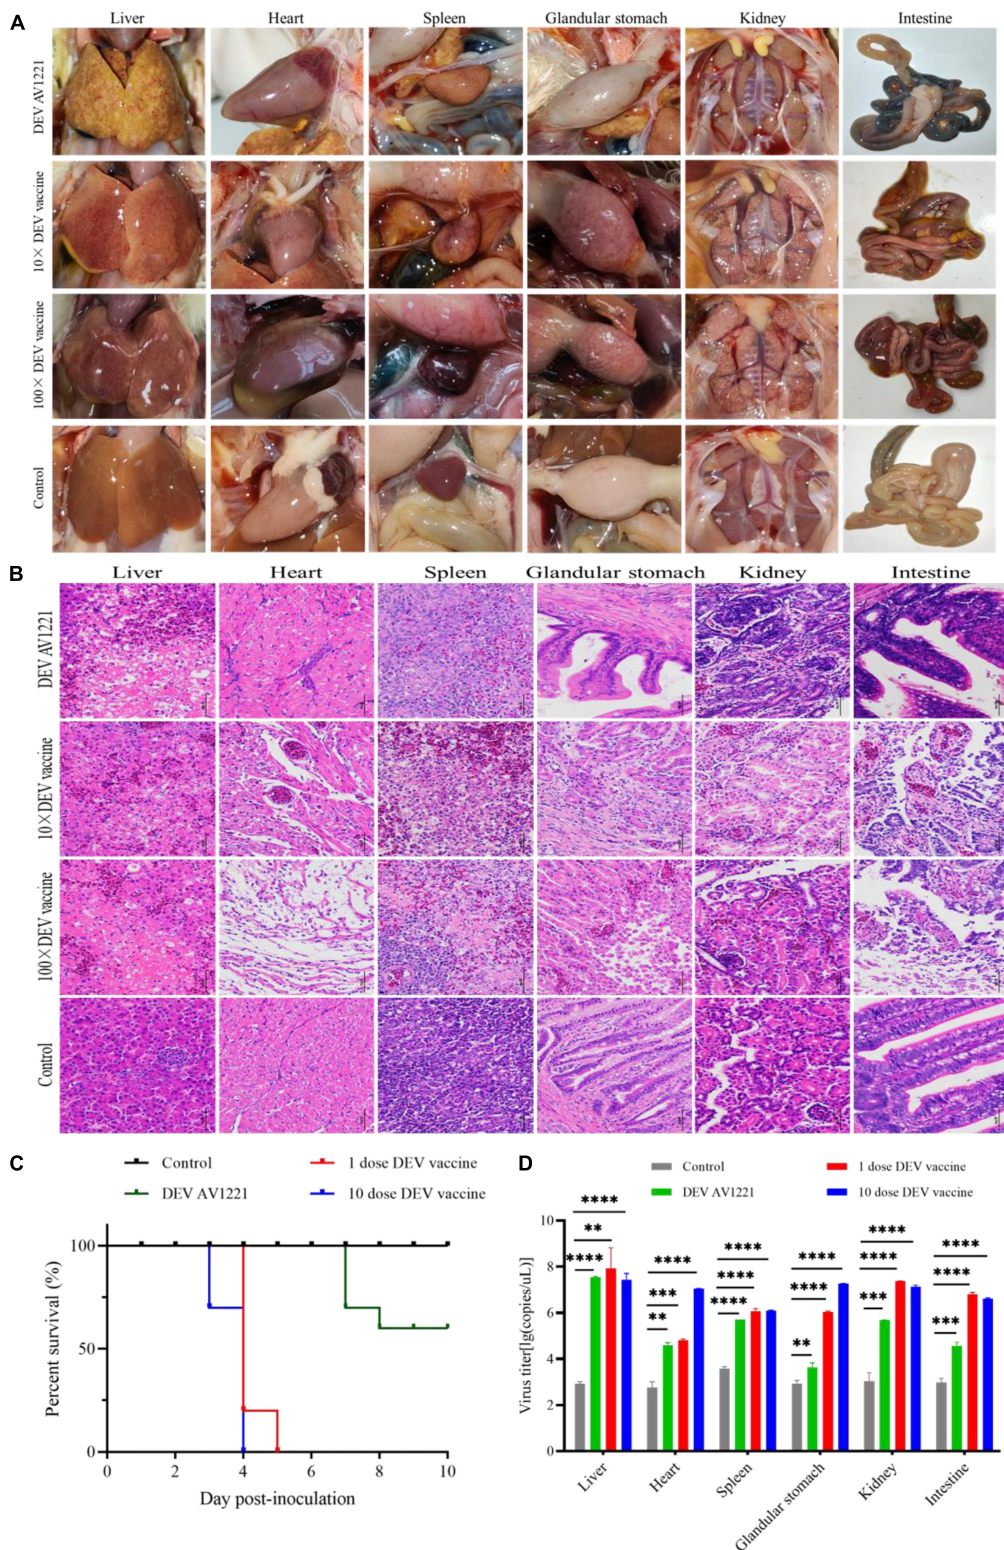 A
Liver Heart Spleen Glandular stomach Kidney Intestine
DEV AV1221
10× DEV vaccine
100× DEV vaccine
Control
B
Liver Heart Spleen Glandular stomach Kidney Intestine
DEV AV1221
10×DEV vaccine
100×DEV vaccine
Control
C
Control 1 dose DEV vaccine
DEV AV1221 10 dose DEV vaccine
Percent survival (%)
100
50
0
0 2 4 6 8 10
Day post-inoculation
D
Control 1 dose DEV vaccine
DEV AV1221 10 dose DEV vaccine
Virus titer[lg(copies/uL)]
10
8
6
4
2
0
**** ** ****
**** *** **
**** **** ****
**** **** **
**** **** ***
**** **** ***
Liver Heart Spleen Glandular stomach Kidney Intestine